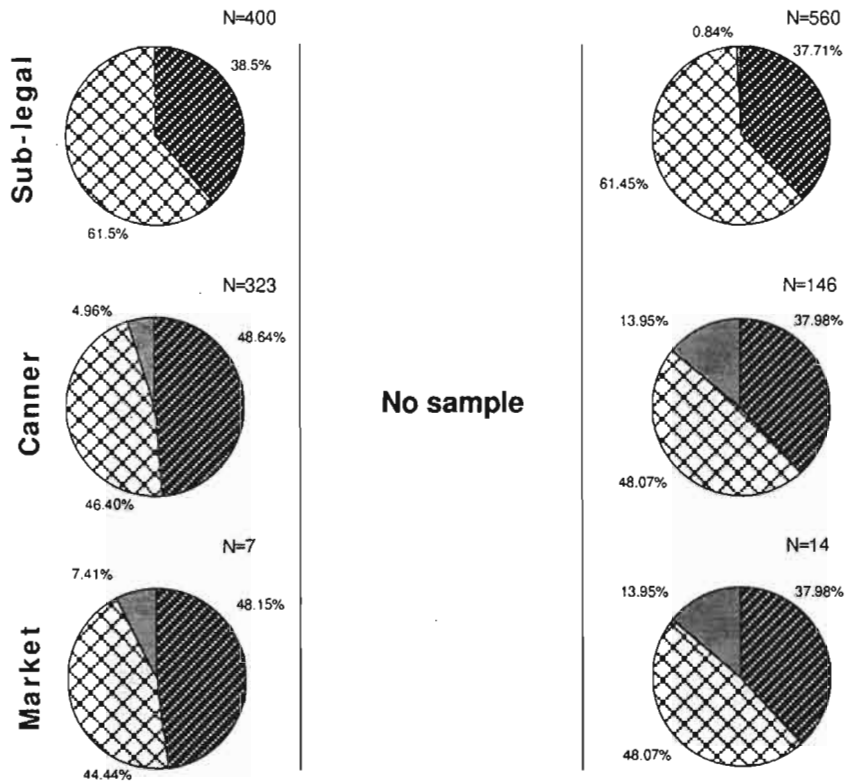 N=400
N=560
Sub-legal
38.5%
61.5%
0.84%
37.71%
61.45%
N=323
N=146
Canner
4.96%
48.64%
46.40%
No sample
13.95%
37.98%
48.07%
N=7
N=14
Market
7.41%
48.15%
44.44%
13.95%
37.98%
48.07%